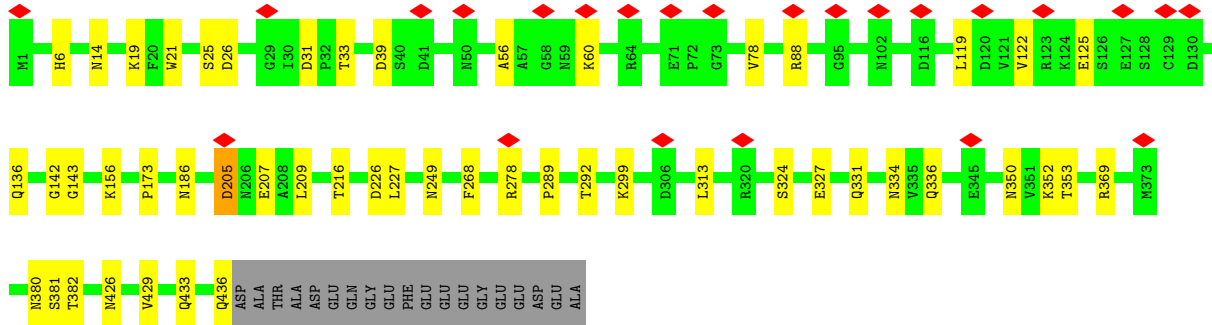 M1 H6 N14 K19 F20 W21 S25 D26 G29 I30 D31 P32 T33 D39 S40 D41 N50 A56 A57 G58 N59 K60 R64 E71 P72 G73 V78 R88 G95 N102 D116 L119 D120 V121 V122 R123 K124 E125 S126 E127 S128 C129 D130
Q136 G142 G143 K156 P173 N186 D205 N206 E207 A208 L209 T216 D226 L227 N249 F268 R278 P289 T292 K299 D306 L313 R320 S324 E327 Q331 N334 V335 Q336 E345 N350 V351 K352 T353 R369 M373
N380 S381 T382 N426 V429 Q433 Q436 ASP ALA THR ALA ASP GLU GLN GLY GLU PHE GLU GLU GLU GLY GLU GLU ASP GLU ALA